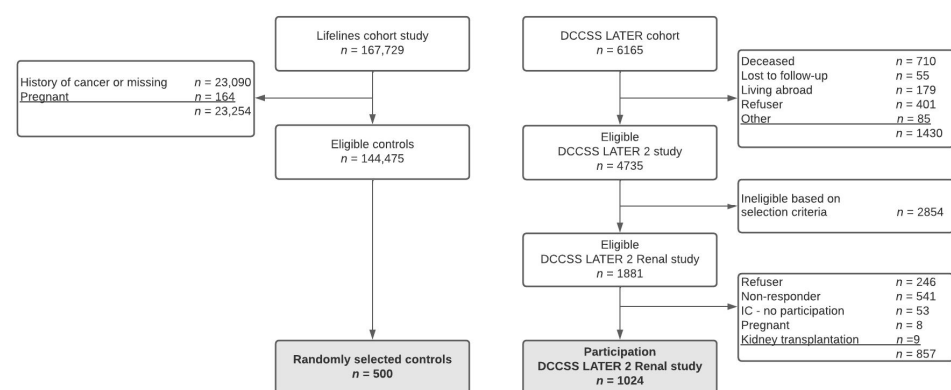 Lifelines cohort study
n = 167,729
History of cancer or missing n = 23,090
Pregnant n = 164
n = 23,254
Eligible controls
n = 144,475
Randomly selected controls
n = 500
DCCSS LATER cohort
n = 6165
Deceased n = 710
Lost to follow-up n = 55
Living abroad n = 179
Refuser n = 401
Other n = 85
n = 1430
Eligible
DCCSS LATER 2 study
n = 4735
Ineligible based on
selection criteria n = 2854
Eligible
DCCSS LATER 2 Renal study
n = 1881
Refuser n = 246
Non-responder n = 541
IC - no participation n = 53
Pregnant n = 8
Kidney transplantation n =9
n = 857
Participation
DCCSS LATER 2 Renal study
n = 1024